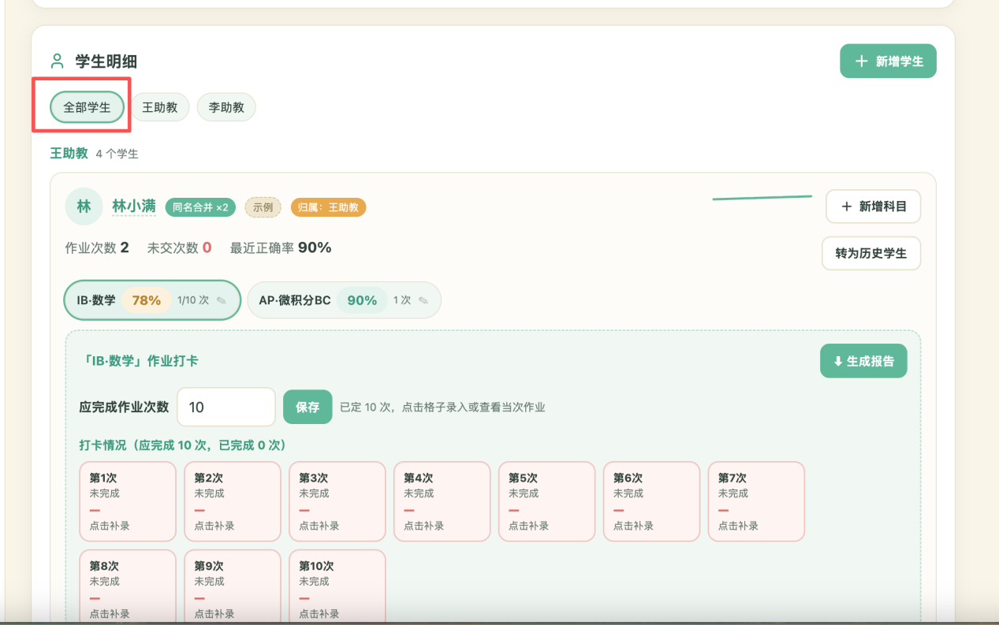 学生明细
+ 新增学生
全部学生 王助教 李助教
王助教 4 个学生
林 林小满 同名合并 ×2 示例 归属：王助教
+ 新增科目
作业次数 2 未交次数 0 最近正确率 90%
转为历史学生
IB·数学 78% 1/10 次 ✎ AP·微积分BC 90% 1 次 ✎
「IB·数学」作业打卡
⬇ 生成报告
应完成作业次数 10 保存 已定 10 次，点击格子录入或查看当次作业
打卡情况（应完成 10 次，已完成 0 次）
第1次 第2次 第3次 第4次 第5次 第6次 第7次
未完成 未完成 未完成 未完成 未完成 未完成 未完成
— — — — — — —
点击补录 点击补录 点击补录 点击补录 点击补录 点击补录 点击补录
第8次 第9次 第10次
未完成 未完成 未完成
— — —
点击补录 点击补录 点击补录